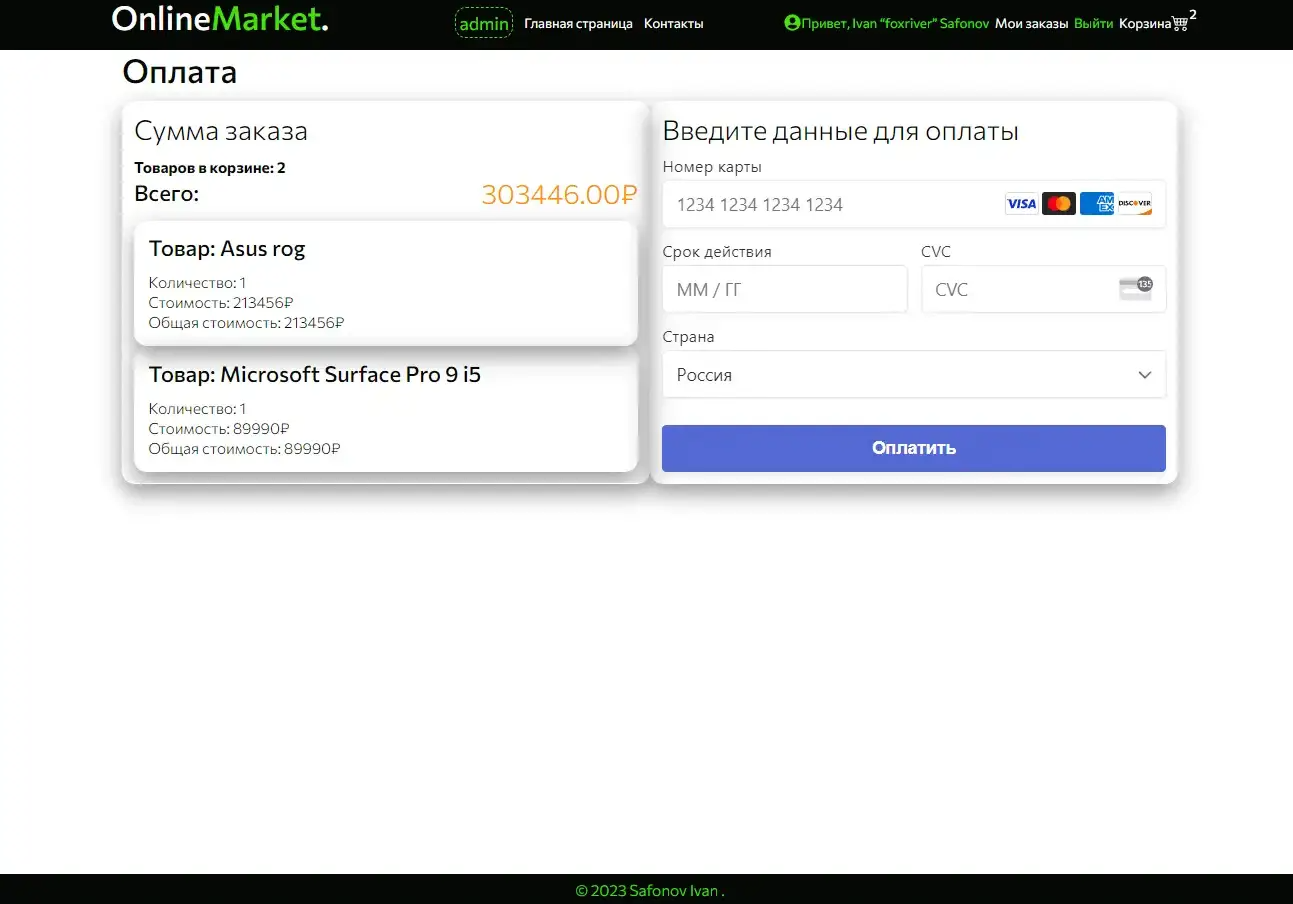 OnlineMarket.
admin Главная страница Контакты
Привет, Ivan “foxriver” Safonov Мои заказы Выйти Корзина 2
Оплата
Сумма заказа
Товаров в корзине: 2
Всего: 303446.00₽
Товар: Asus rog
Количество: 1
Стоимость: 213456₽
Общая стоимость: 213456₽
Товар: Microsoft Surface Pro 9 i5
Количество: 1
Стоимость: 89990₽
Общая стоимость: 89990₽
Введите данные для оплаты
Номер карты
1234 1234 1234 1234 VISA AMEX DISCOVER
Срок действия CVC
ММ / ГГ CVC 135
Страна
Россия
Оплатить
© 2023 Safonov Ivan .